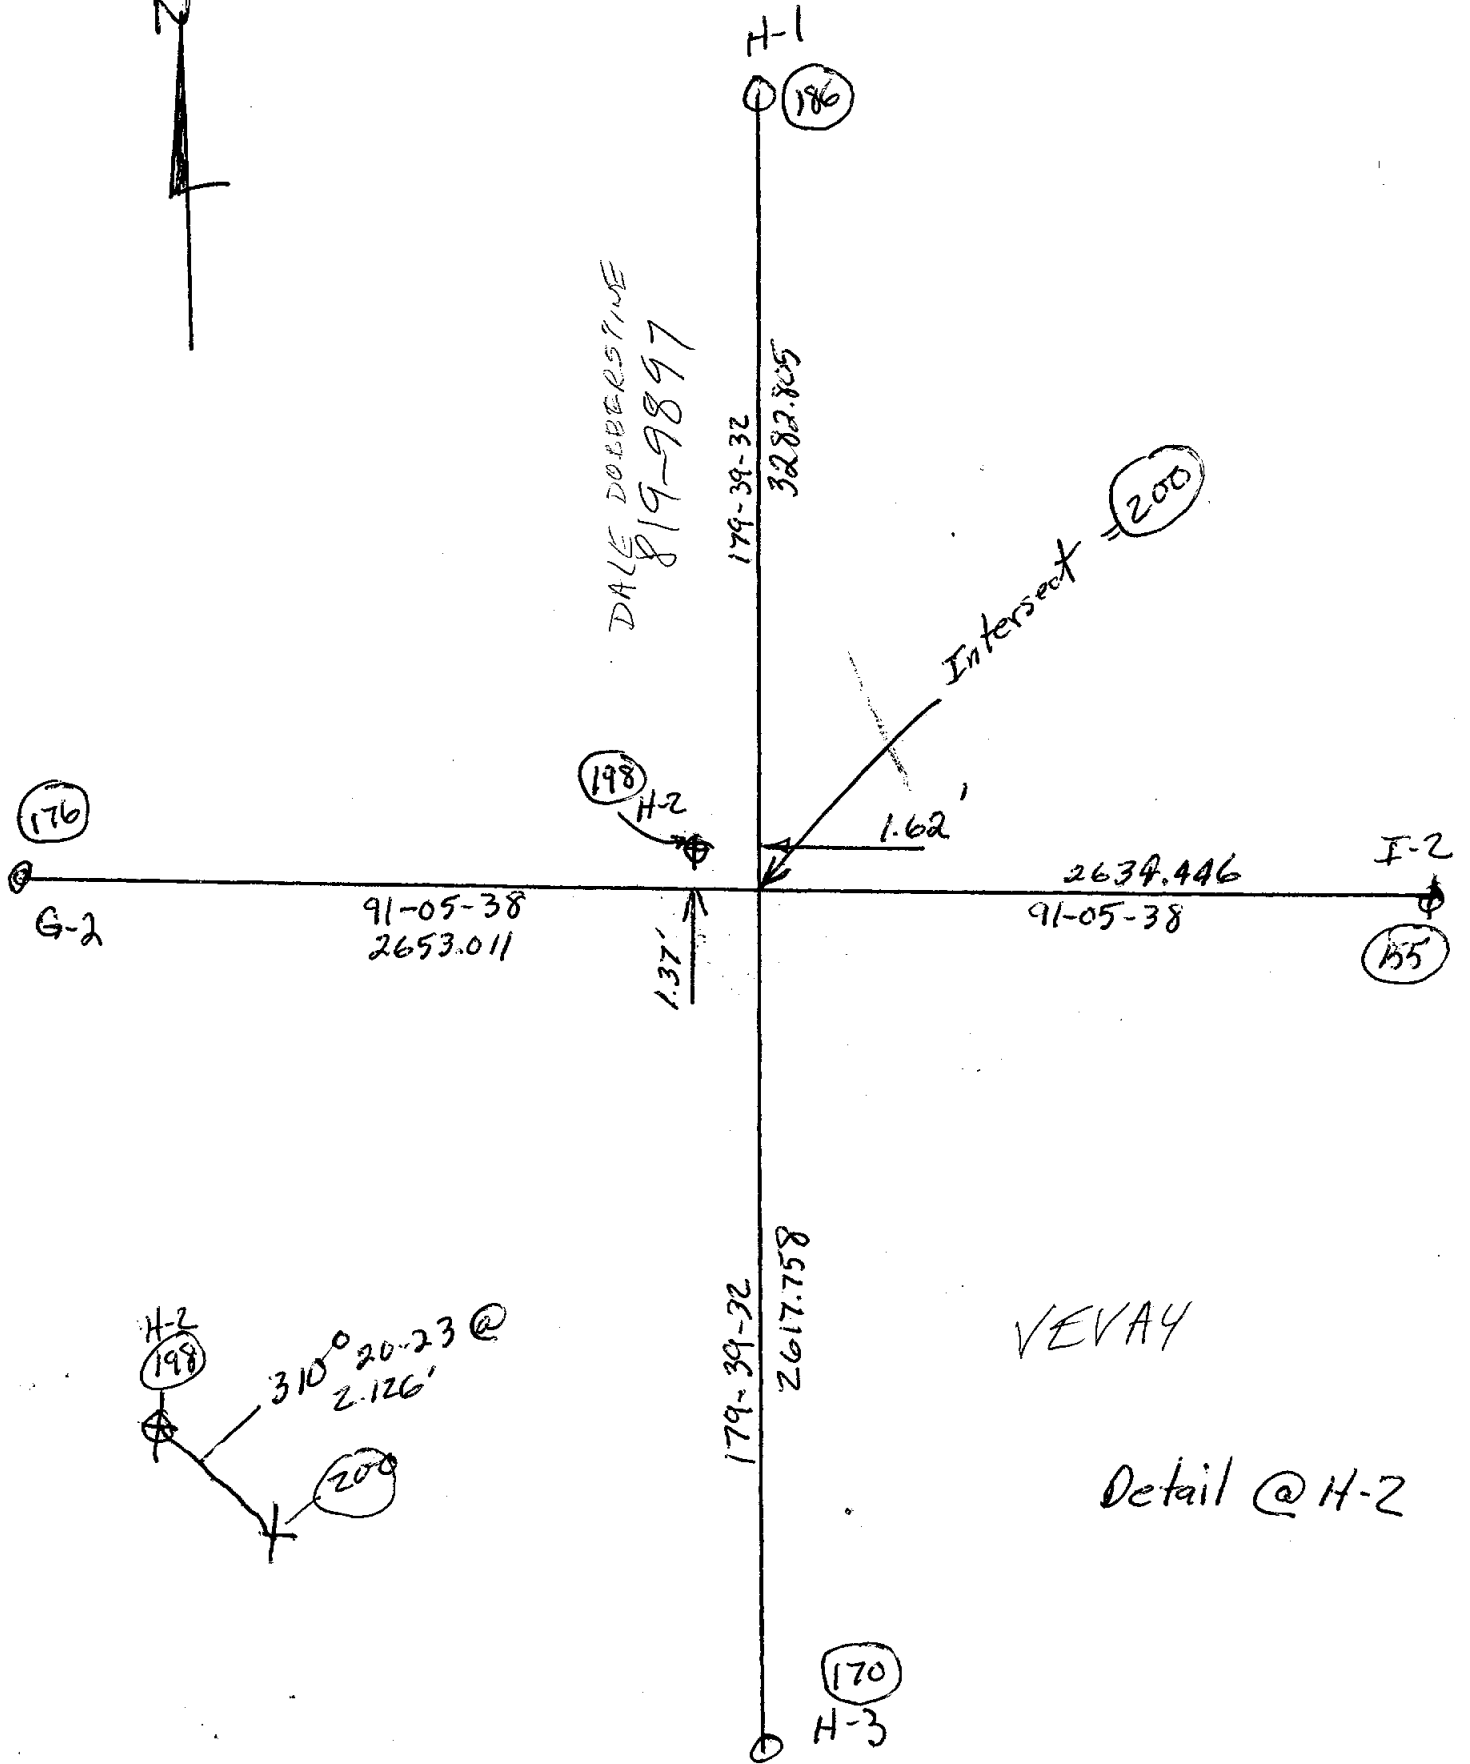 N
H-1
186
DALE DOBBERSTINE
819-9897
179-39-32
3282.805
Intersect = 200
198
H-2
1.62'
176
G-2
91-05-38
2653.011
1.37'
2634.446
91-05-38
I-2
155
H-2
198
310° 20-23 @
2.126'
200
179-39-32
2617.758
VEVAY
Detail @ H-2
170
H-3